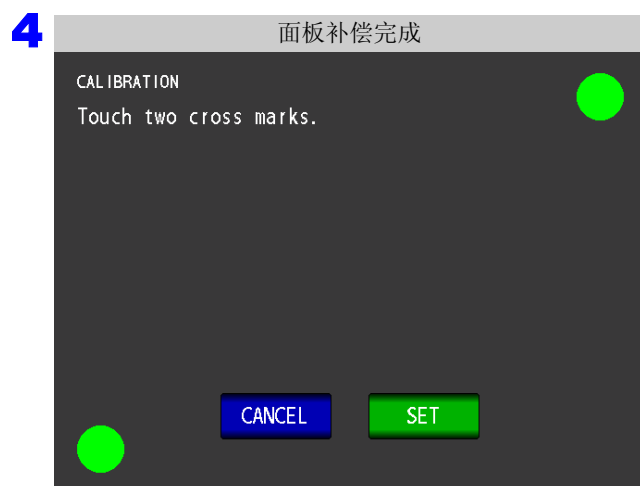 4
面板补偿完成
CALIBRATION
Touch two cross marks.
CANCEL
SET